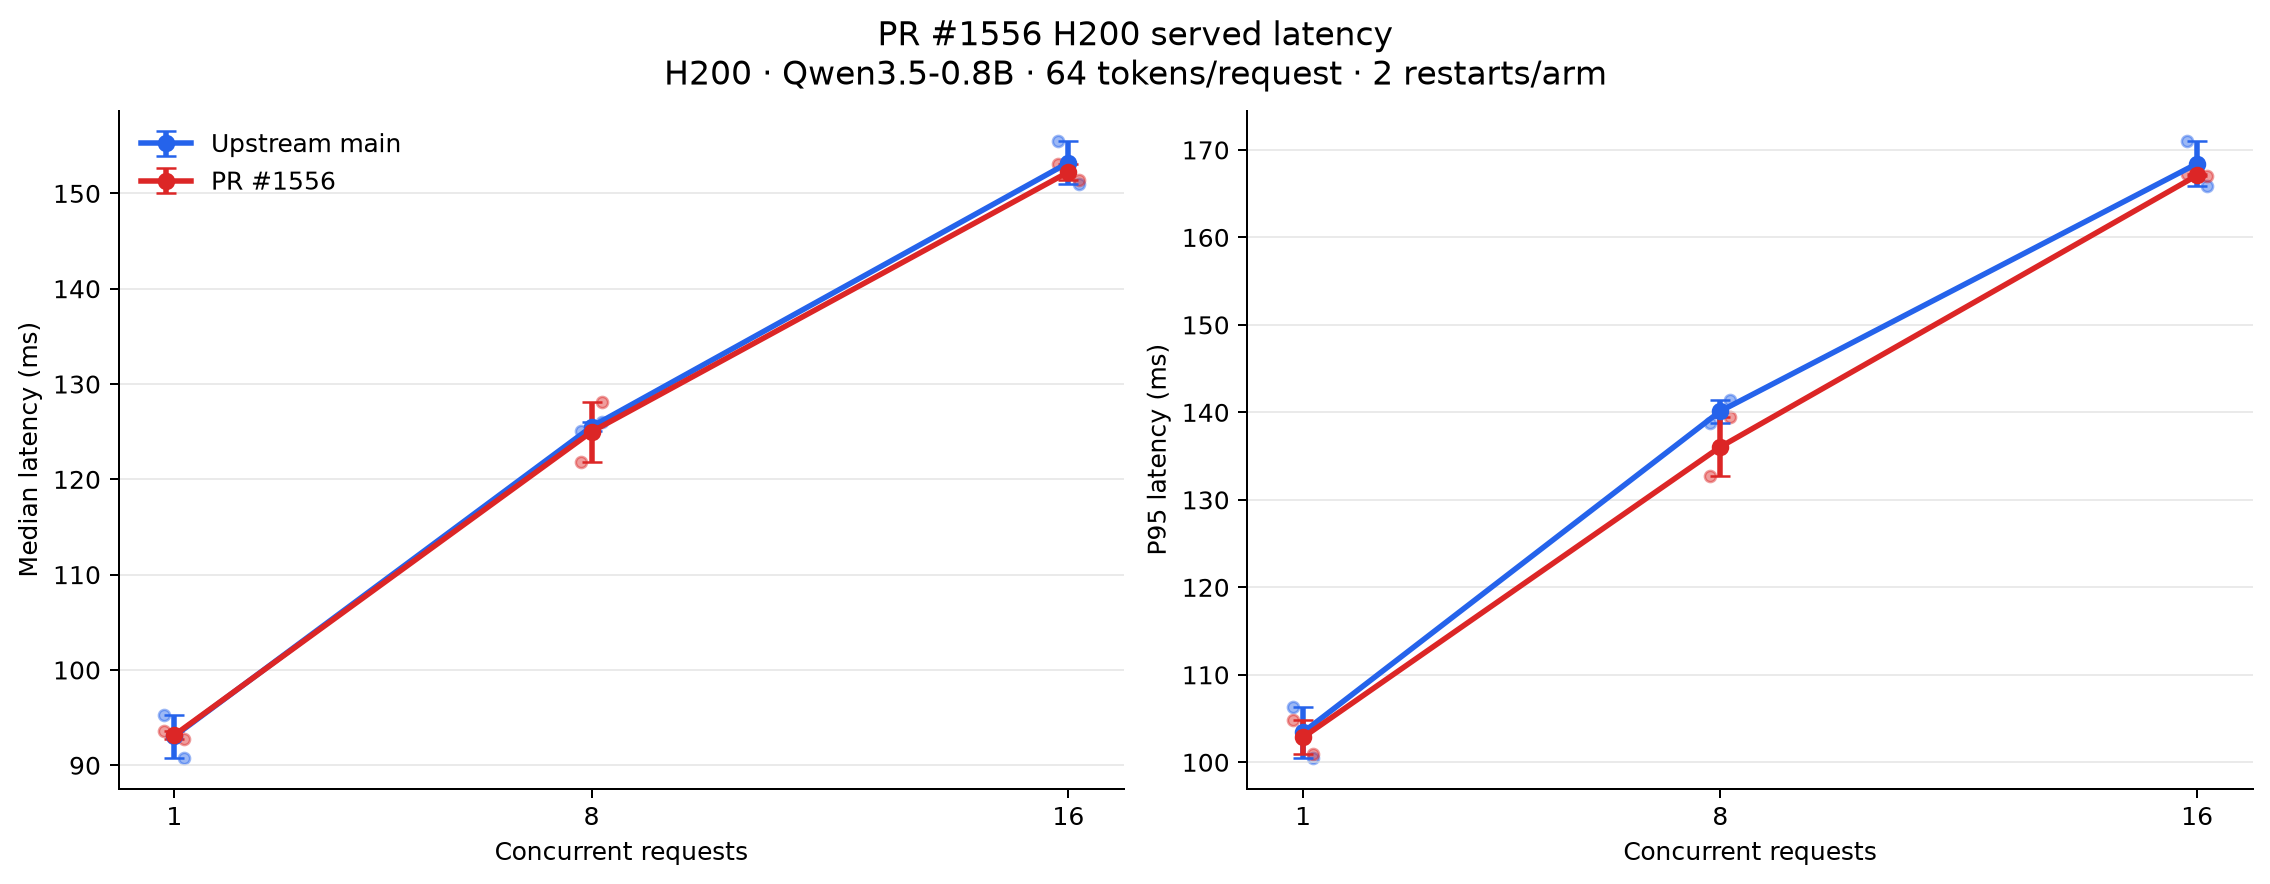 PR #1556 H200 served latency
H200 · Qwen3.5-0.8B · 64 tokens/request · 2 restarts/arm
Upstream main
PR #1556
Median latency (ms)
150
140
130
120
110
100
90
1
8
16
Concurrent requests
P95 latency (ms)
170
160
150
140
130
120
110
100
1
8
16
Concurrent requests